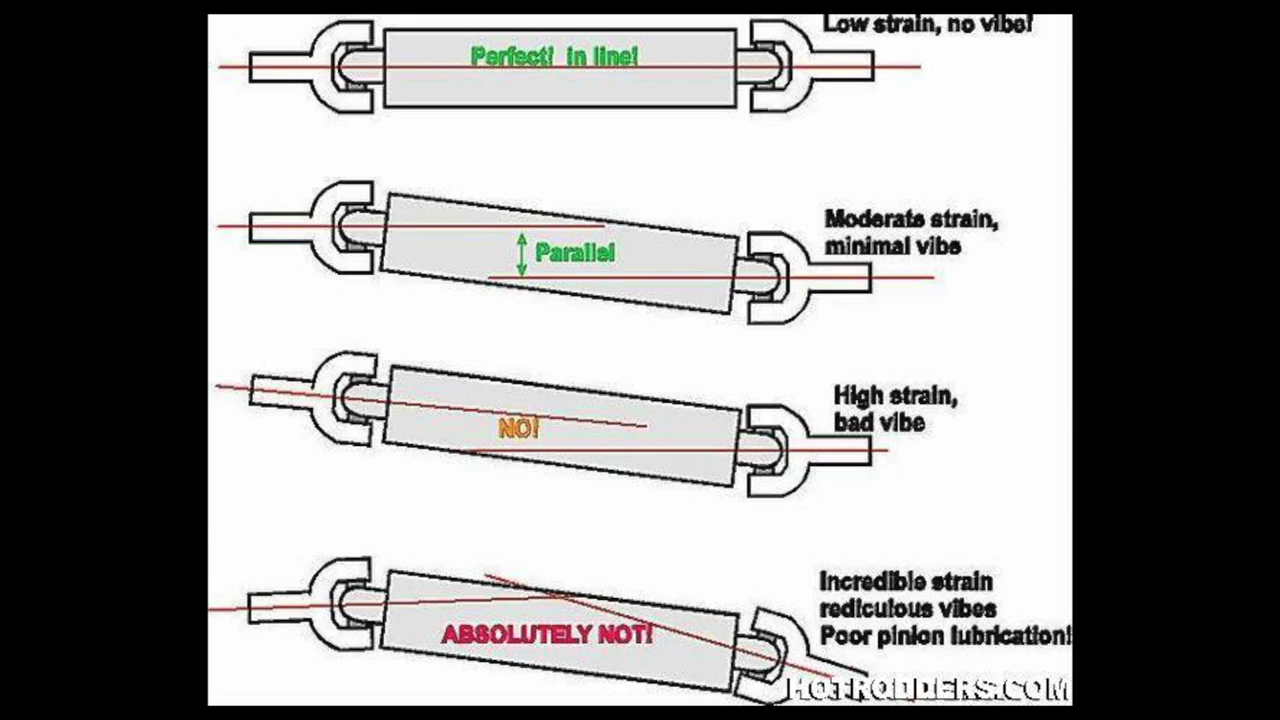 Low strain, no vibe!
Perfect! in line!
Moderate strain,
minimal vibe
Parallel
High strain,
bad vibe
NO!
Incredible strain
rediculous vibes
Poor pinion lubrication!
ABSOLUTELY NOT!
HOTRODDERS.COM